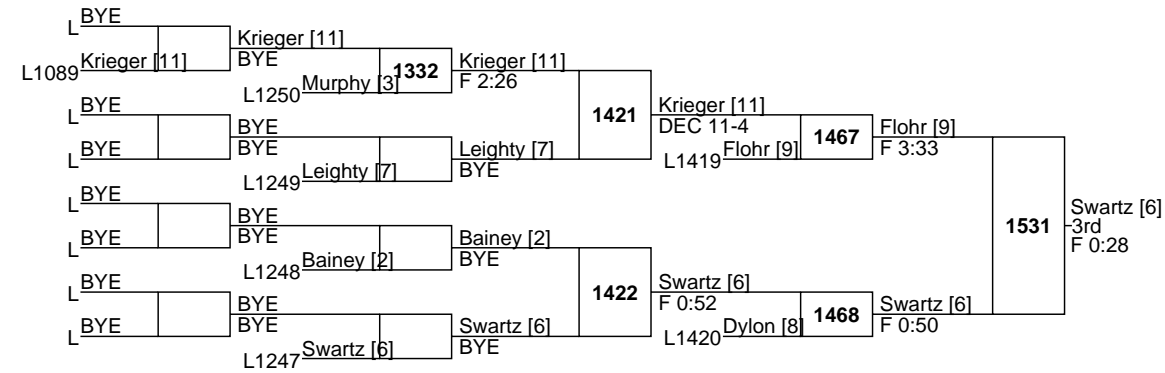 L BYE
L1089 Krieger [11]
Krieger [11]
BYE
L1250 Murphy [3]
1332
Krieger [11]
F 2:26
L BYE
L BYE
BYE
BYE
L1249 Leighty [7]
Leighty [7]
BYE
1421
Krieger [11]
DEC 11-4
L1419 Flohr [9]
1467
Flohr [9]
F 3:33
L BYE
L BYE
BYE
BYE
L1248 Bainey [2]
Bainey [2]
BYE
L BYE
L BYE
BYE
BYE
L1247 Swartz [6]
Swartz [6]
BYE
1422
Swartz [6]
F 0:52
L1420 Dylon [8]
1468
Swartz [6]
F 0:50
1531
Swartz [6]
3rd
F 0:28